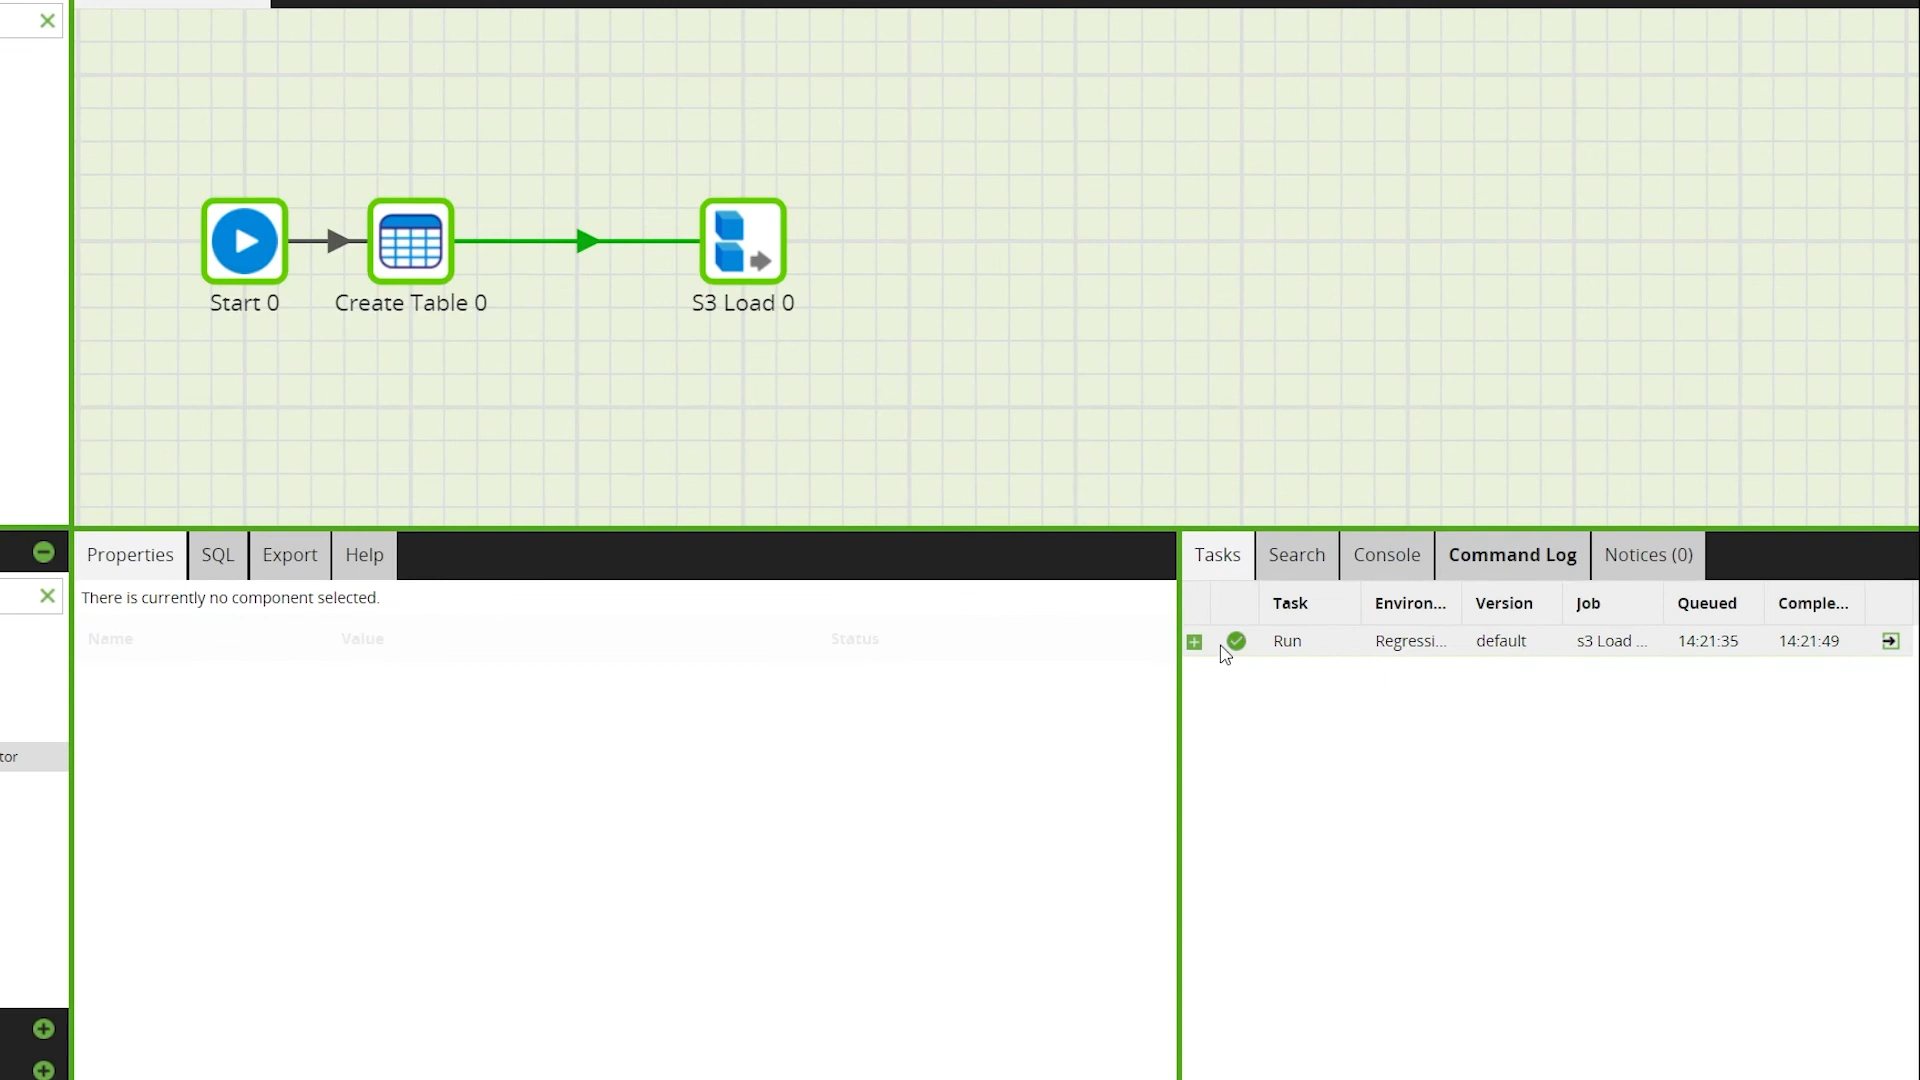 Start 0
Create Table 0
S3 Load 0
Properties
SQL
Export
Help
There is currently no component selected.
Name
Value
Status
tor
Tasks
Search
Console
Command Log
Notices (0)
Task
Environ...
Version
Job
Queued
Comple...
Run
Regressi...
default
s3 Load ...
14:21:35
14:21:49